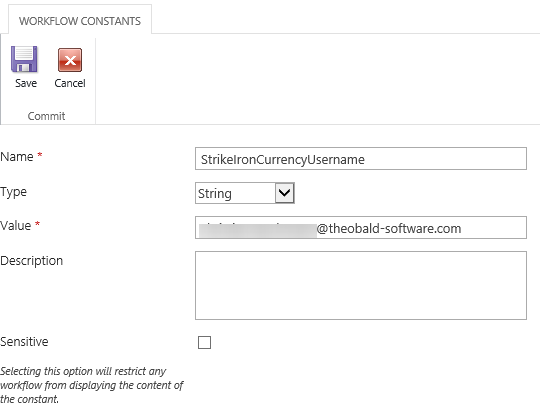 WORKFLOW CONSTANTS
Save Cancel
Commit
Name * StrikeIronCurrencyUsername
Type String
Value * @theobald-software.com
Description
Sensitive
Selecting this option will restrict any
workflow from displaying the content of
the constant.